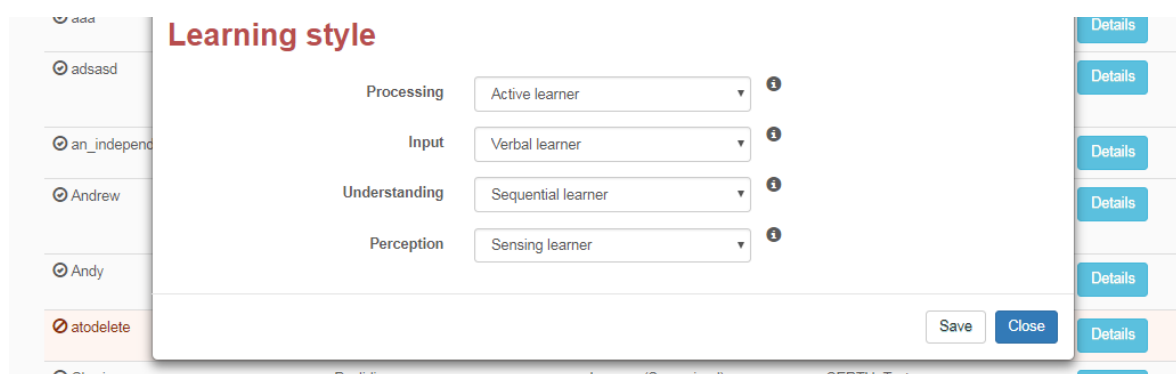 aaa
Learning style
Details
adsasd
Processing
Active learner
Details
an_independ
Input
Verbal learner
Details
Andrew
Understanding
Sequential learner
Details
Perception
Sensing learner
Andy
Details
atodelete
Save
Close
Details